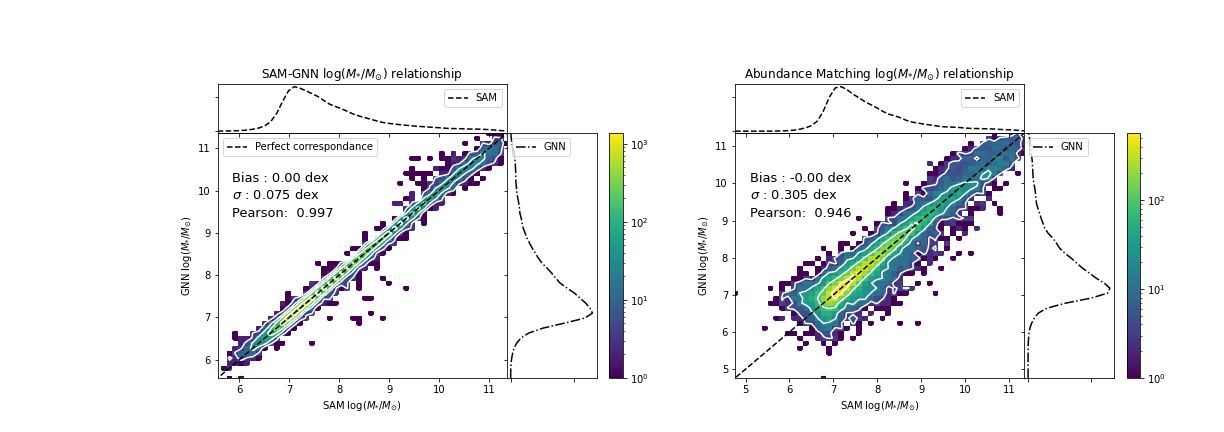 SAM-GNN log(M*/M⊙) relationship
SAM
Perfect correspondance
GNN
Bias : 0.00 dex
σ : 0.075 dex
Pearson: 0.997
GNN log(M*/M⊙)
11
10
9
8
7
6
6 7 8 9 10 11
SAM log(M*/M⊙)
10³
10²
10¹
10⁰
Abundance Matching log(M*/M⊙) relationship
SAM
GNN
Bias : -0.00 dex
σ : 0.305 dex
Pearson: 0.946
GNN log(M*/M⊙)
11
10
9
8
7
6
5
5 6 7 8 9 10 11
SAM log(M*/M⊙)
10²
10¹
10⁰